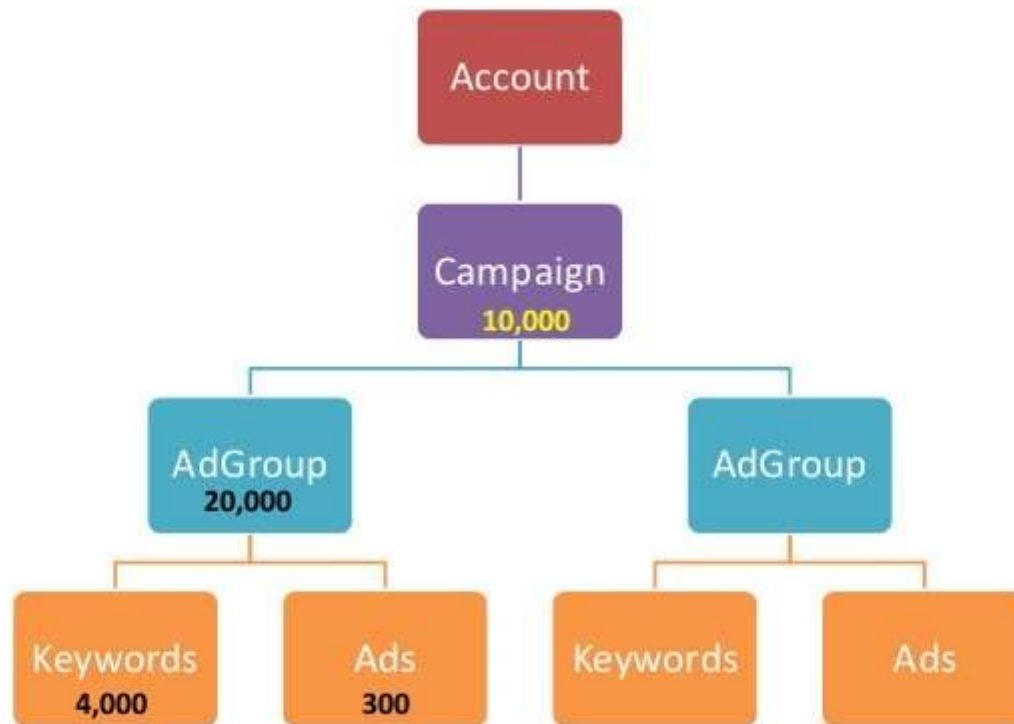 Account
Campaign
10,000
AdGroup
20,000
AdGroup
Keywords
4,000
Ads
300
Keywords
Ads